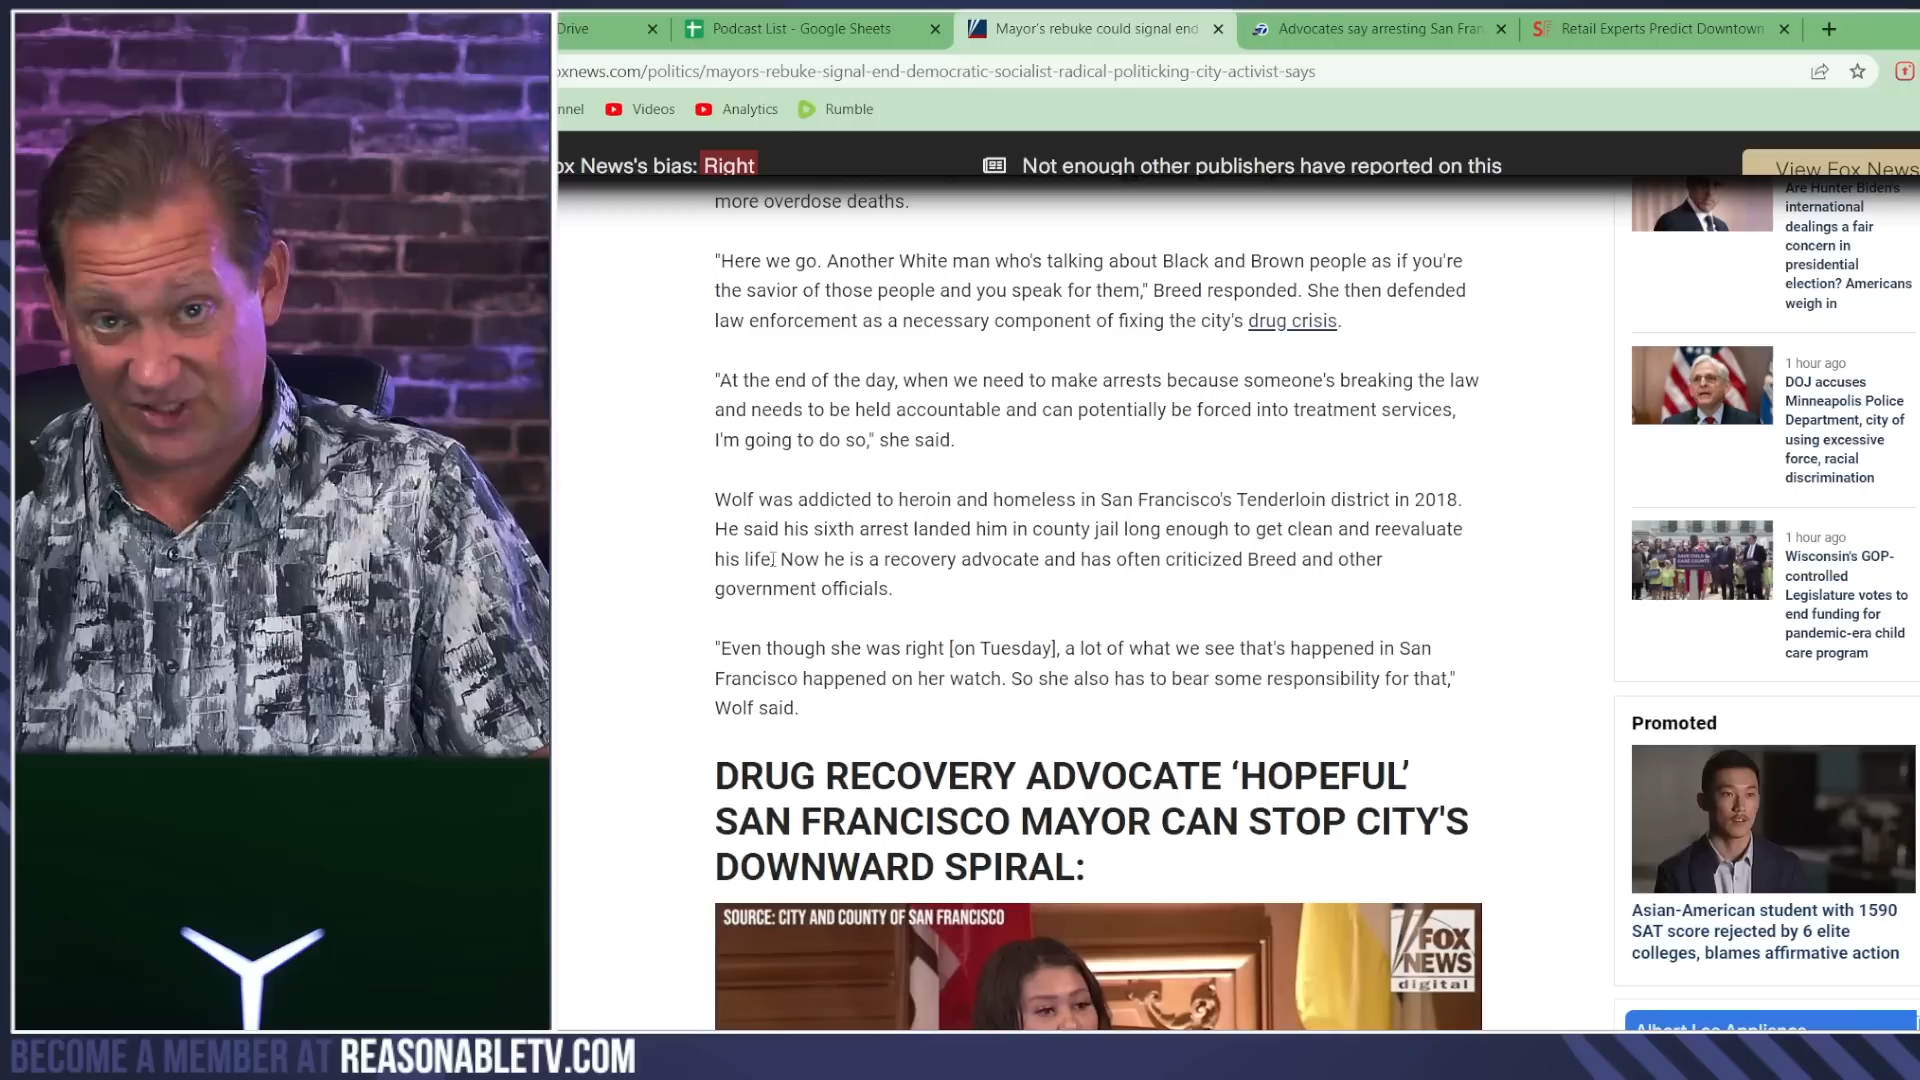 Drive
Podcast List - Google Sheets
Mayor's rebuke could signal end
Advocates say arresting San Fran
Retail Experts Predict Downtown
oxnews.com/politics/mayors-rebuke-signal-end-democratic-socialist-radical-politicking-city-activist-says
nnel
Videos
Analytics
Rumble
ox News's bias: Right
Not enough other publishers have reported on this
View Fox News
more overdose deaths.
"Here we go. Another White man who's talking about Black and Brown people as if you're
the savior of those people and you speak for them," Breed responded. She then defended
law enforcement as a necessary component of fixing the city's drug crisis.
"At the end of the day, when we need to make arrests because someone's breaking the law
and needs to be held accountable and can potentially be forced into treatment services,
I'm going to do so," she said.
Wolf was addicted to heroin and homeless in San Francisco's Tenderloin district in 2018.
He said his sixth arrest landed him in county jail long enough to get clean and reevaluate
his life. Now he is a recovery advocate and has often criticized Breed and other
government officials.
"Even though she was right [on Tuesday], a lot of what we see that's happened in San
Francisco happened on her watch. So she also has to bear some responsibility for that,"
Wolf said.
DRUG RECOVERY ADVOCATE ‘HOPEFUL’
SAN FRANCISCO MAYOR CAN STOP CITY'S
DOWNWARD SPIRAL:
SOURCE: CITY AND COUNTY OF SAN FRANCISCO
FOX
NEWS
digital
Are Hunter Biden's
international
dealings a fair
concern in
presidential
election? Americans
weigh in
1 hour ago
DOJ accuses
Minneapolis Police
Department, city of
using excessive
force, racial
discrimination
1 hour ago
Wisconsin's GOP-
controlled
Legislature votes to
end funding for
pandemic-era child
care program
Promoted
Asian-American student with 1590
SAT score rejected by 6 elite
colleges, blames affirmative action
Albert Lee Appliance
BECOME A MEMBER AT REASONABLETV.COM